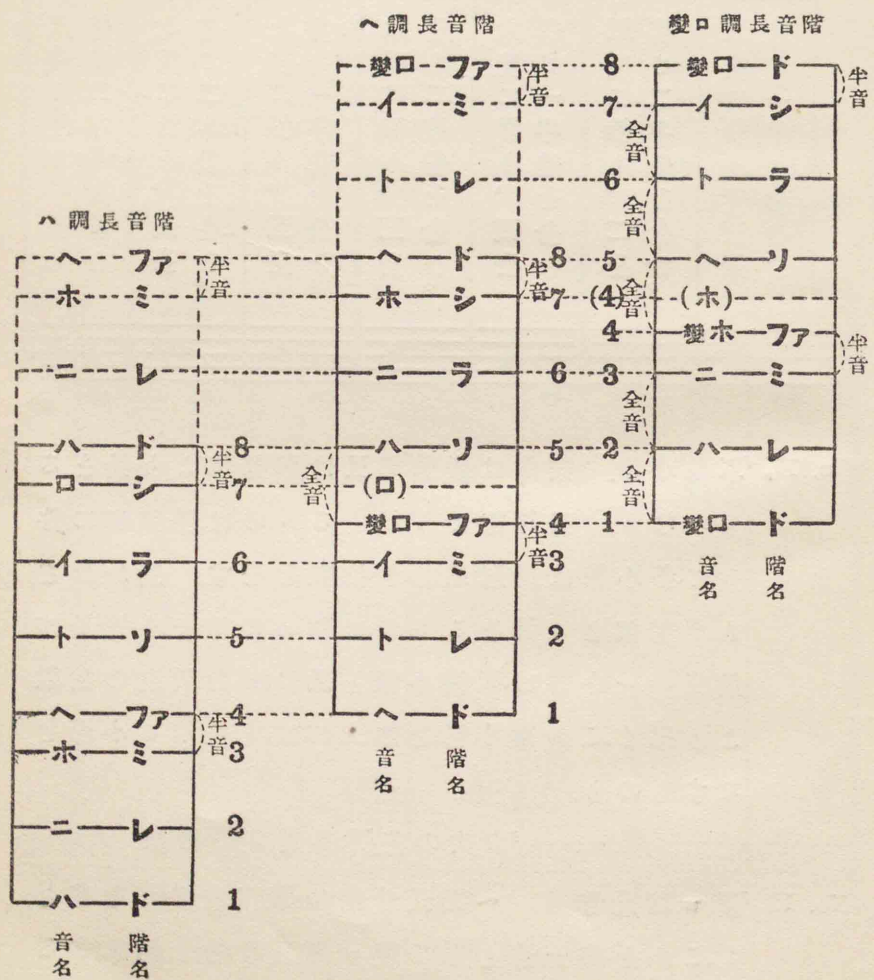 ヘ調長音階
變ロ調長音階
變ロ ファ 半音 8 變ロ ド 半音
イ ミ 7 イ シ
全音
ト レ 6 ト ラ
全音
ハ調長音階
ヘ ファ 半音 ヘ ド 半音 8 5 ヘ ソ
ホ ミ ホ シ 7 (4) 全音 (ホ)
4 變ホ ファ 半音
ニ レ ニ ラ 6 3 ニ ミ
全音
ハ ド 半音 8 ハ ソ 5 2 ハ レ
ロ シ 7 全音 (ロ) 全音
變ロ ファ 半音 4 1 變ロ ド
イ ラ 6 イ ミ 3
音名 階名
ト ソ 5 ト レ 2
ヘ ファ 半音 4 ヘ ド 1
ホ ミ 3
音名 階名
ニ レ 2
ハ ド 1
音名 階名